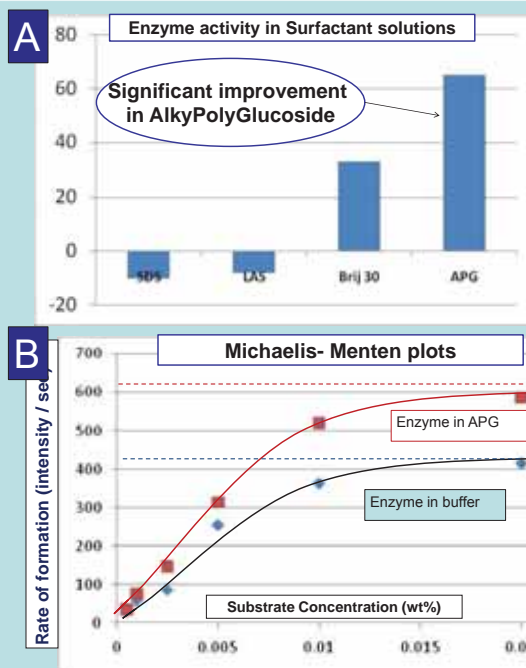 A
Enzyme activity in Surfactant solutions
Significant improvement
in AlkyPolyGlucoside
80
60
40
20
0
-20
SDS
LAS
Brij 30
APG
B
Michaelis- Menten plots
Rate of formation (intensity / sec)
700
600
500
400
300
200
100
0
Enzyme in APG
Enzyme in buffer
Substrate Concentration (wt%)
0
0.005
0.01
0.015